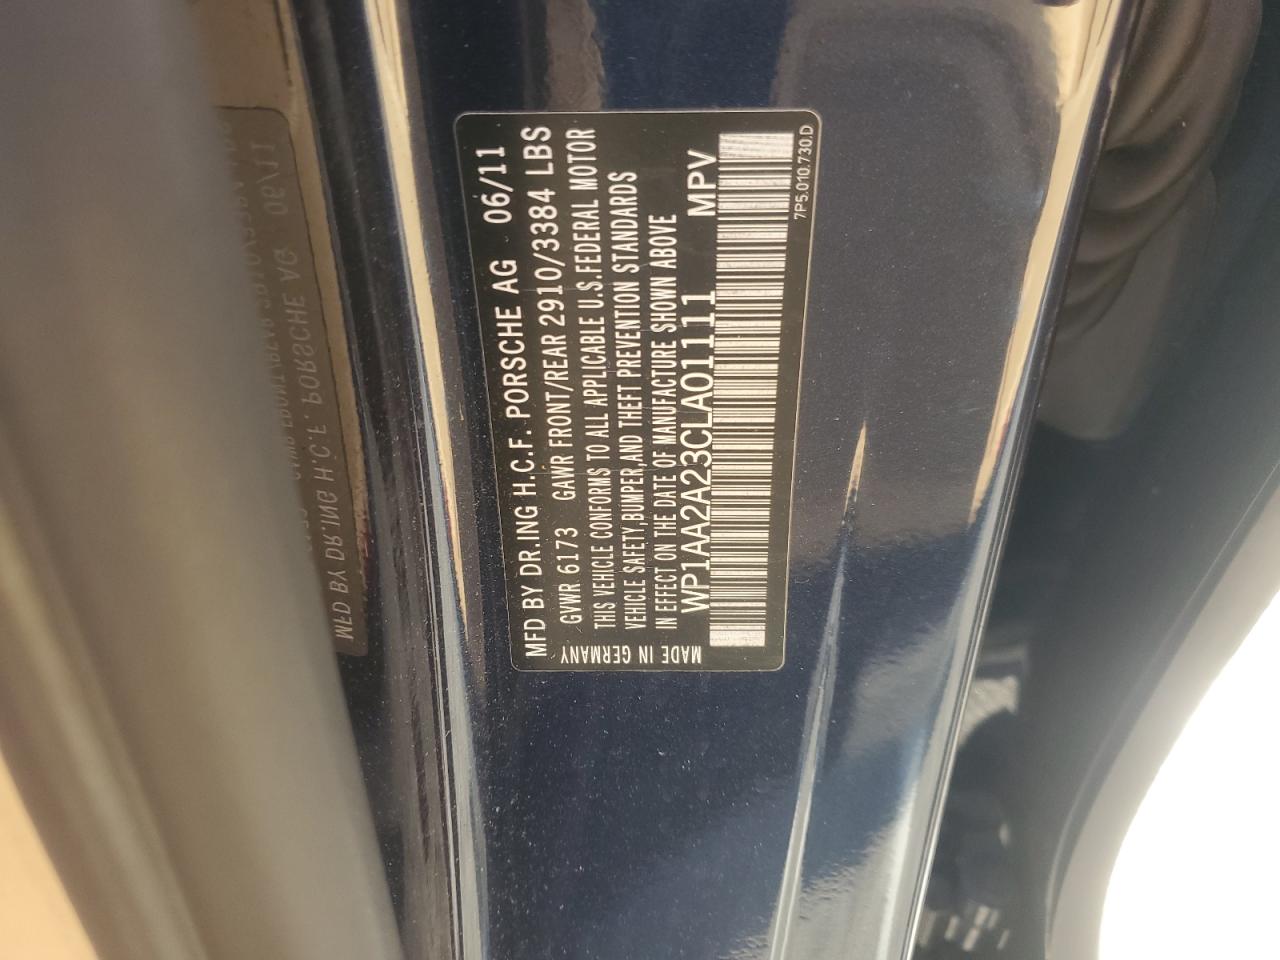 MFD BY DR.ING H.C.F. PORSCHE AG 06/11
GVWR 6173 GAWR FRONT/REAR 2910/3384 LBS
THIS VEHICLE CONFORMS TO ALL APPLICABLE U.S.FEDERAL MOTOR
VEHICLE SAFETY,BUMPER,AND THEFT PREVENTION STANDARDS
IN EFFECT ON THE DATE OF MANUFACTURE SHOWN ABOVE
WP1AA2A23CLA01111 MPV
MADE IN GERMANY
7P5.010.730.D